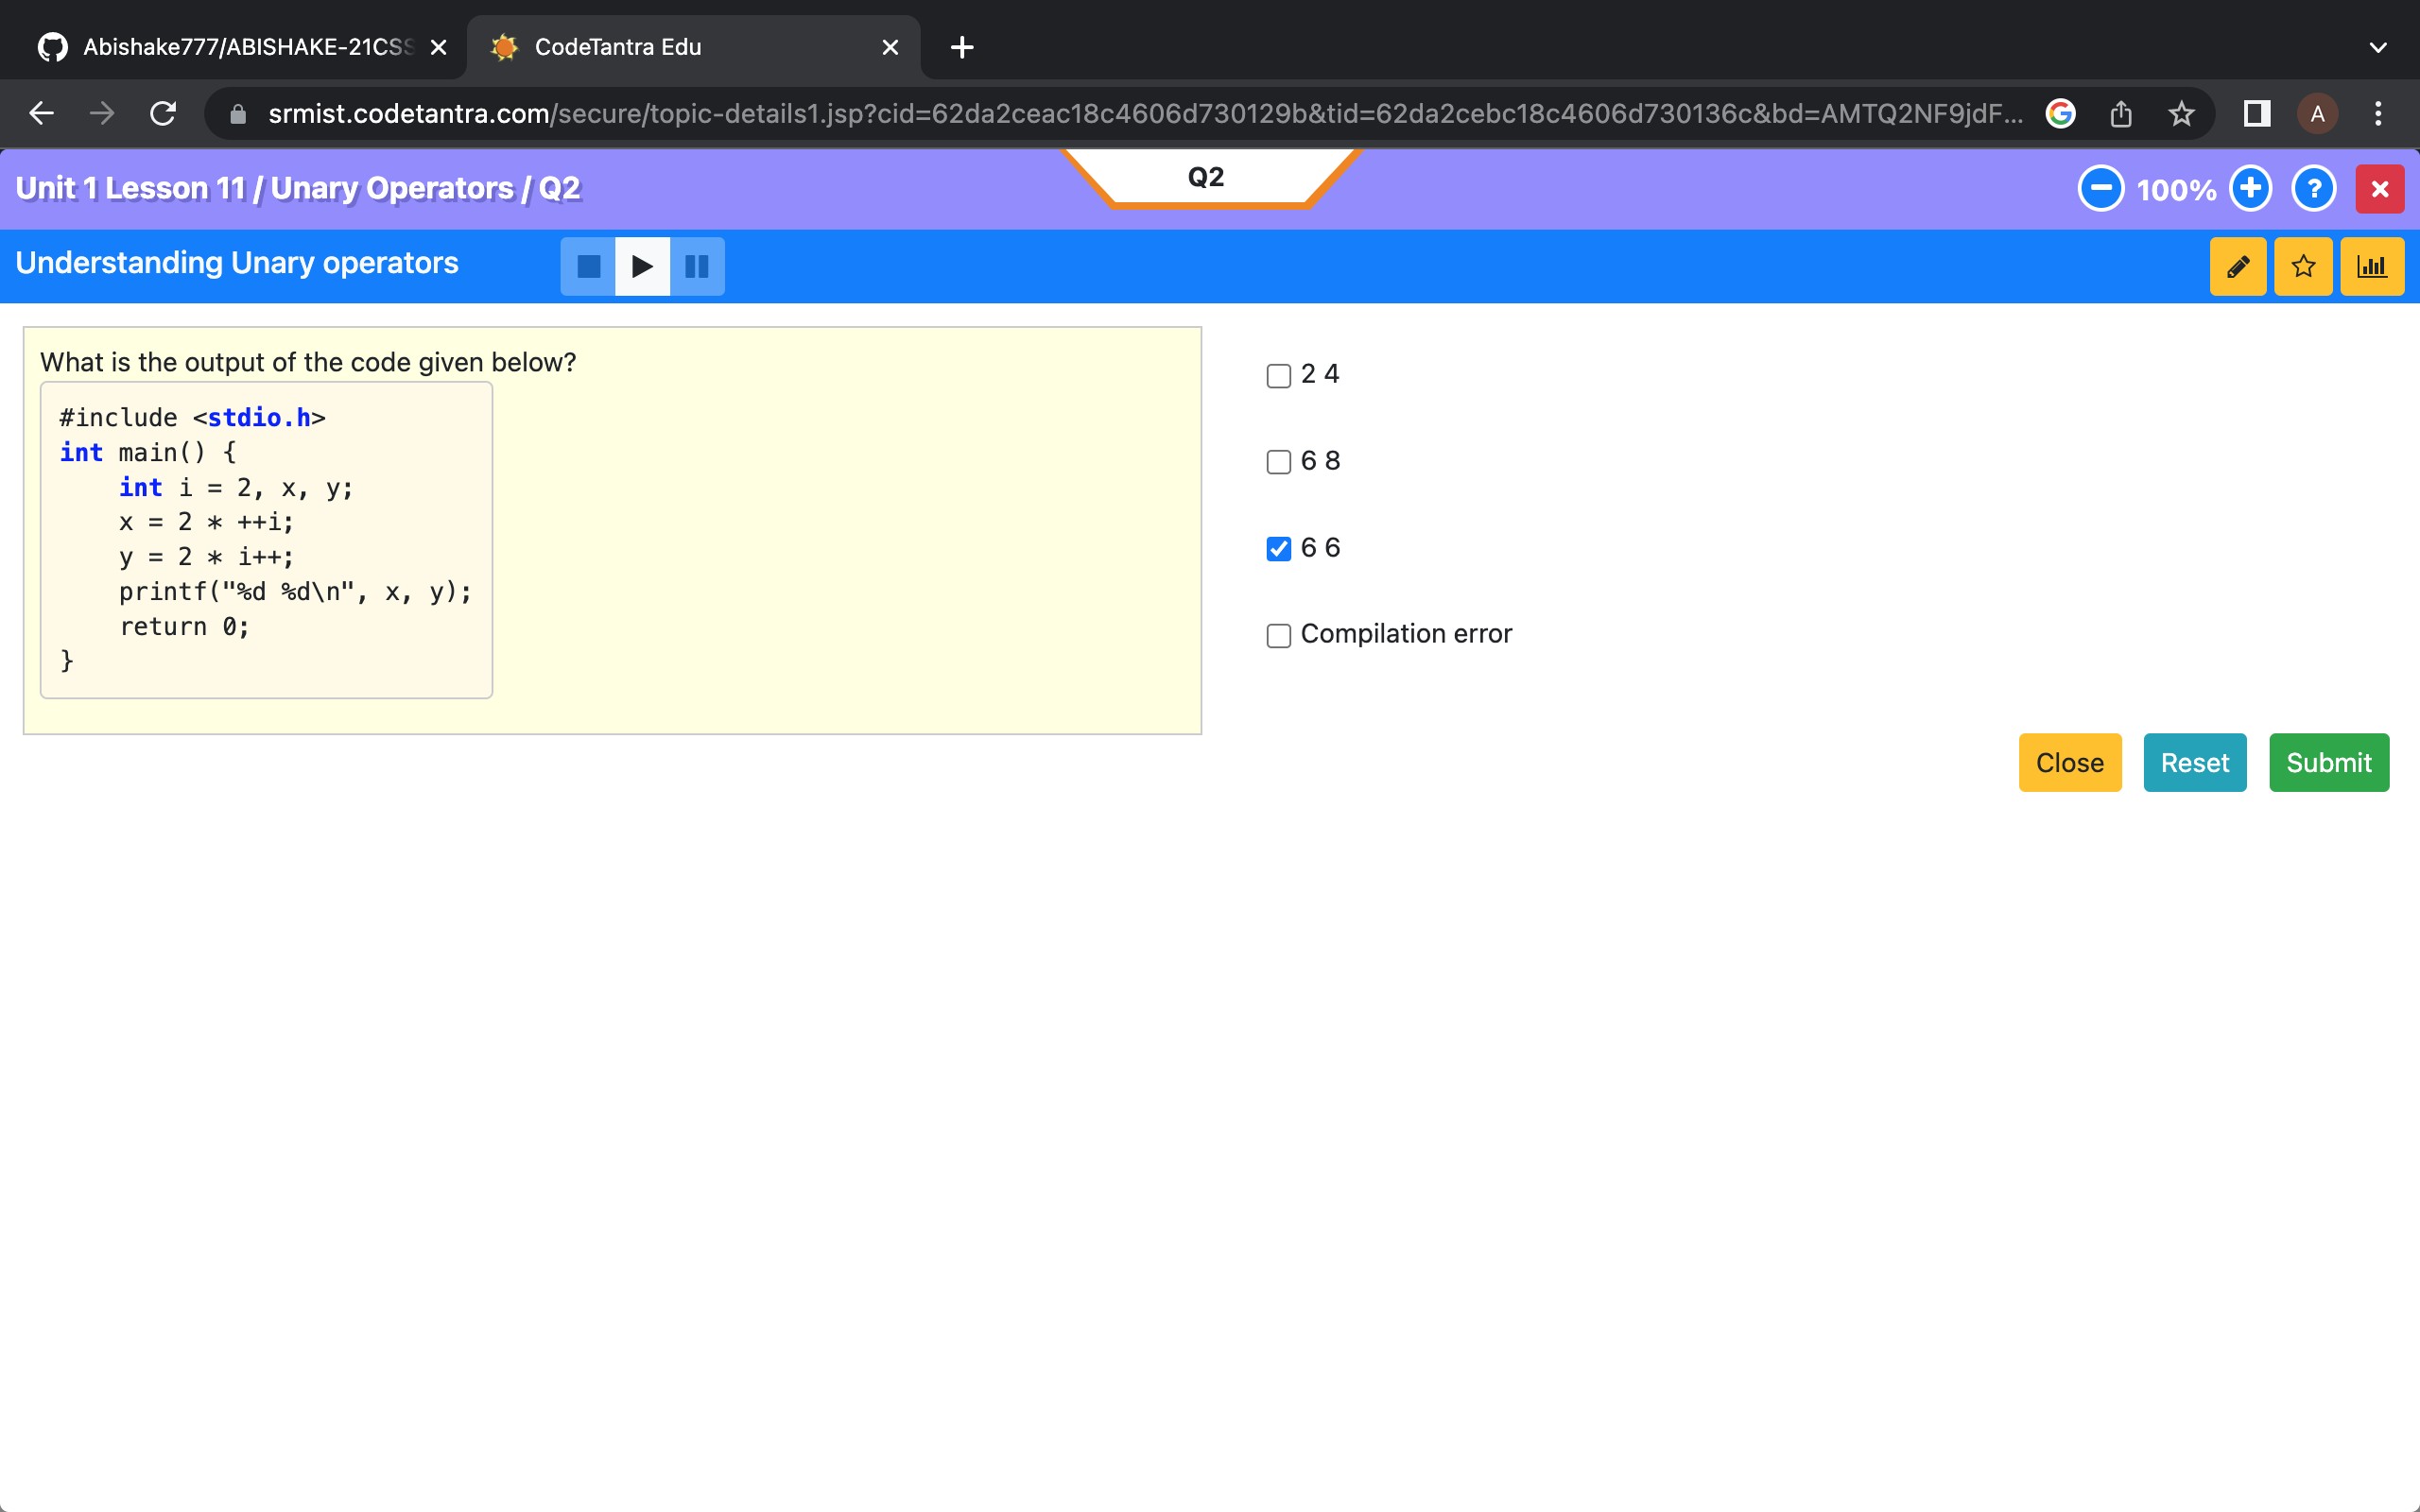 Abishake777/ABISHAKE-21CSS
CodeTantra Edu
srmist.codetantra.com/secure/topic-details1.jsp?cid=62da2ceac18c4606d730129b&tid=62da2cebc18c4606d730136c&bd=AMTQ2NF9jdF...
A
Unit 1 Lesson 11 / Unary Operators / Q2
Q2
100%
Understanding Unary operators
What is the output of the code given below?
#include <stdio.h>
int main() {
    int i = 2, x, y;
    x = 2 * ++i;
    y = 2 * i++;
    printf("%d %d\n", x, y);
    return 0;
}
2 4
6 8
6 6
Compilation error
Close
Reset
Submit